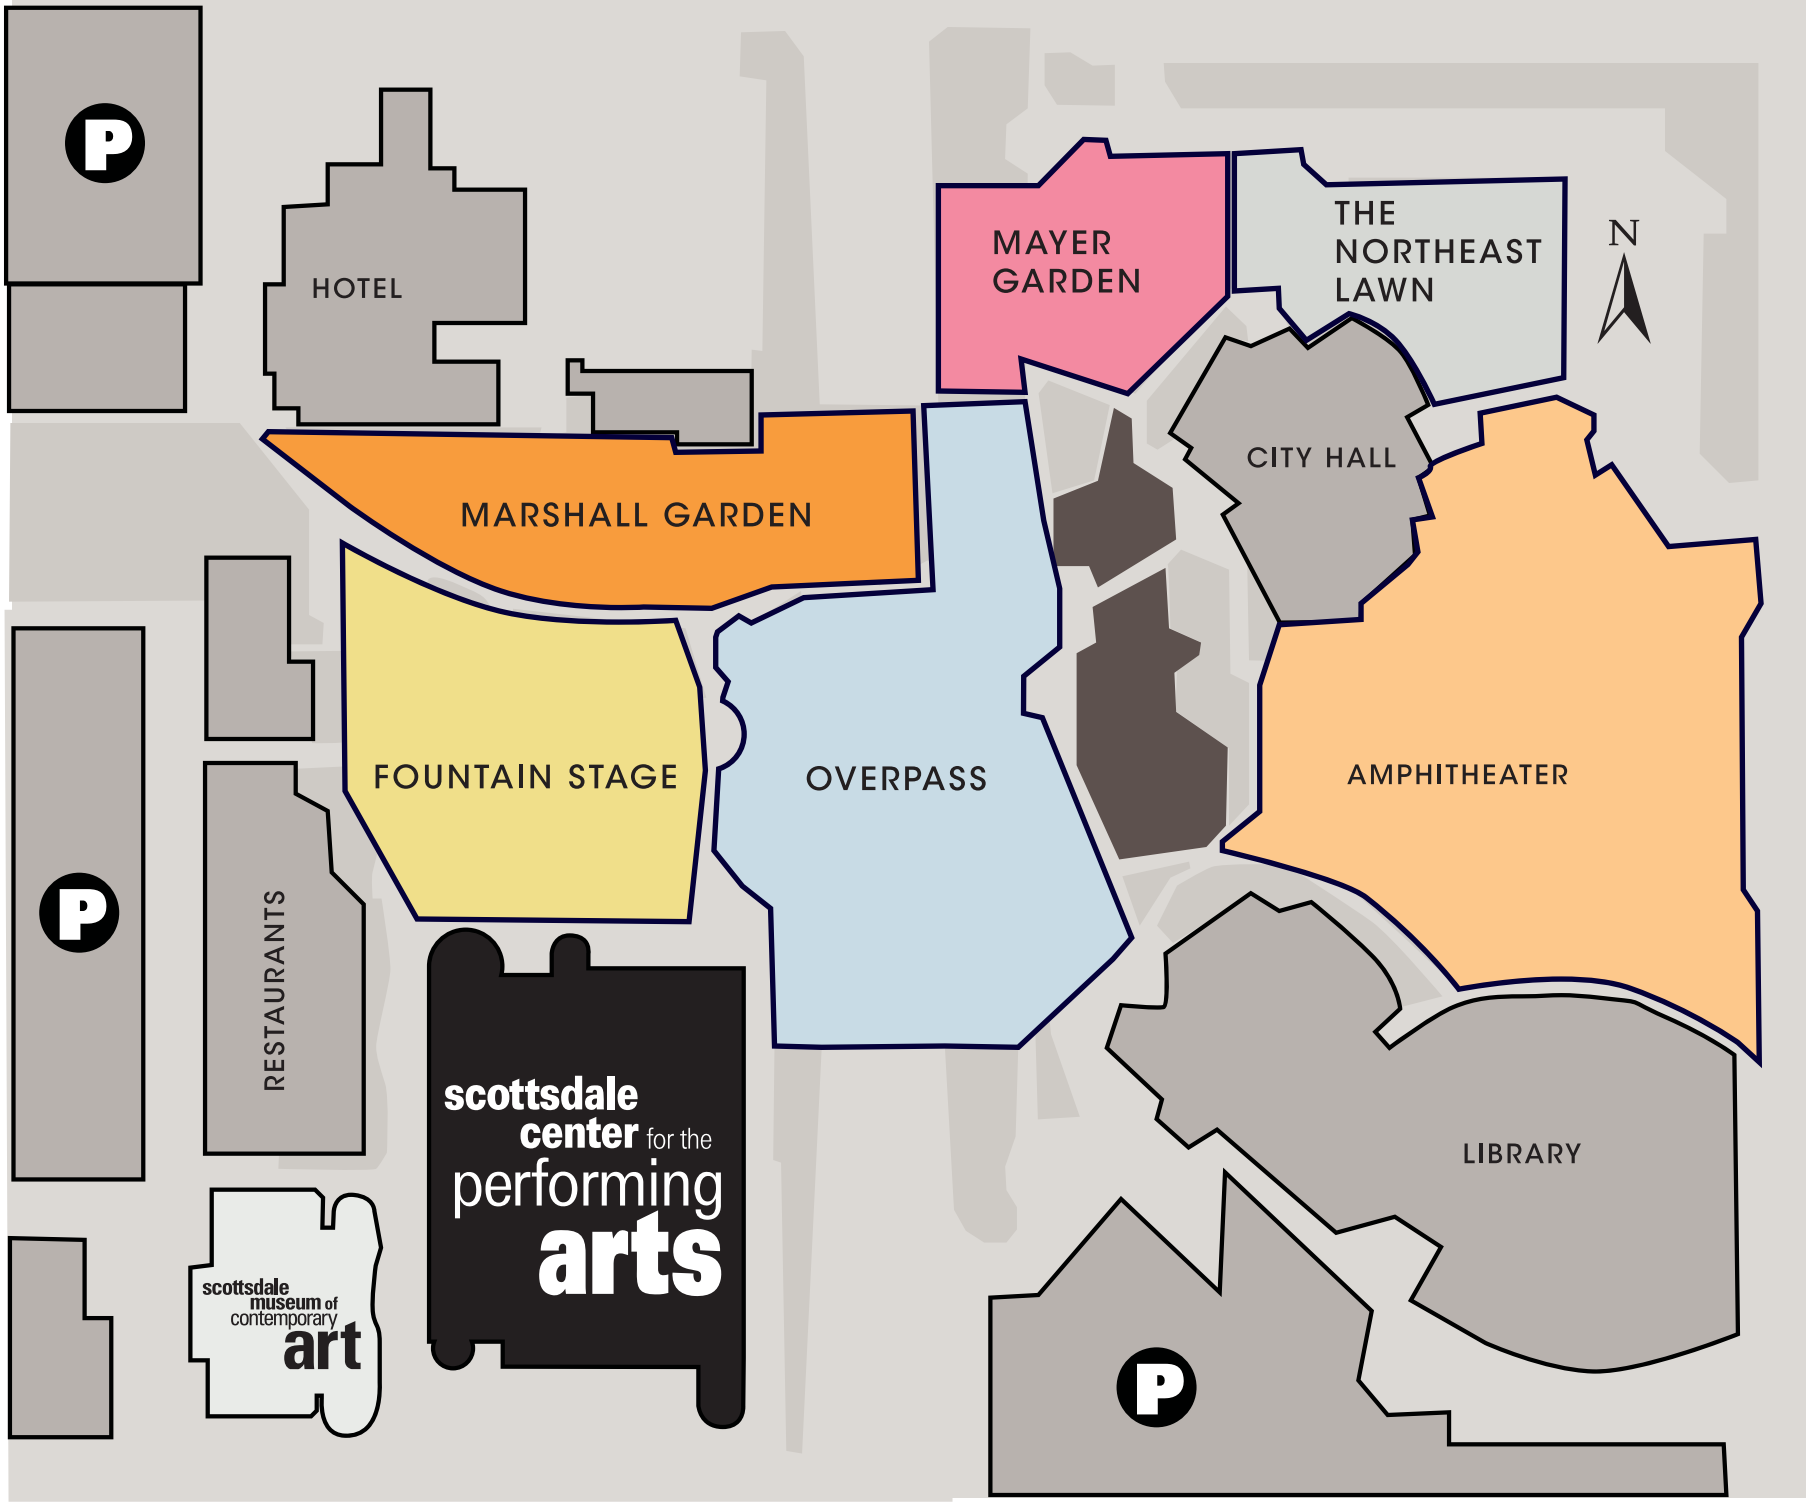 P
HOTEL
MAYER
GARDEN
THE
NORTHEAST
LAWN
N
MARSHALL GARDEN
CITY HALL
FOUNTAIN STAGE
OVERPASS
AMPHITHEATER
P
RESTAURANTS
scottsdale
center for the
performing
arts
LIBRARY
scottsdale
museum of
contemporary
art
P